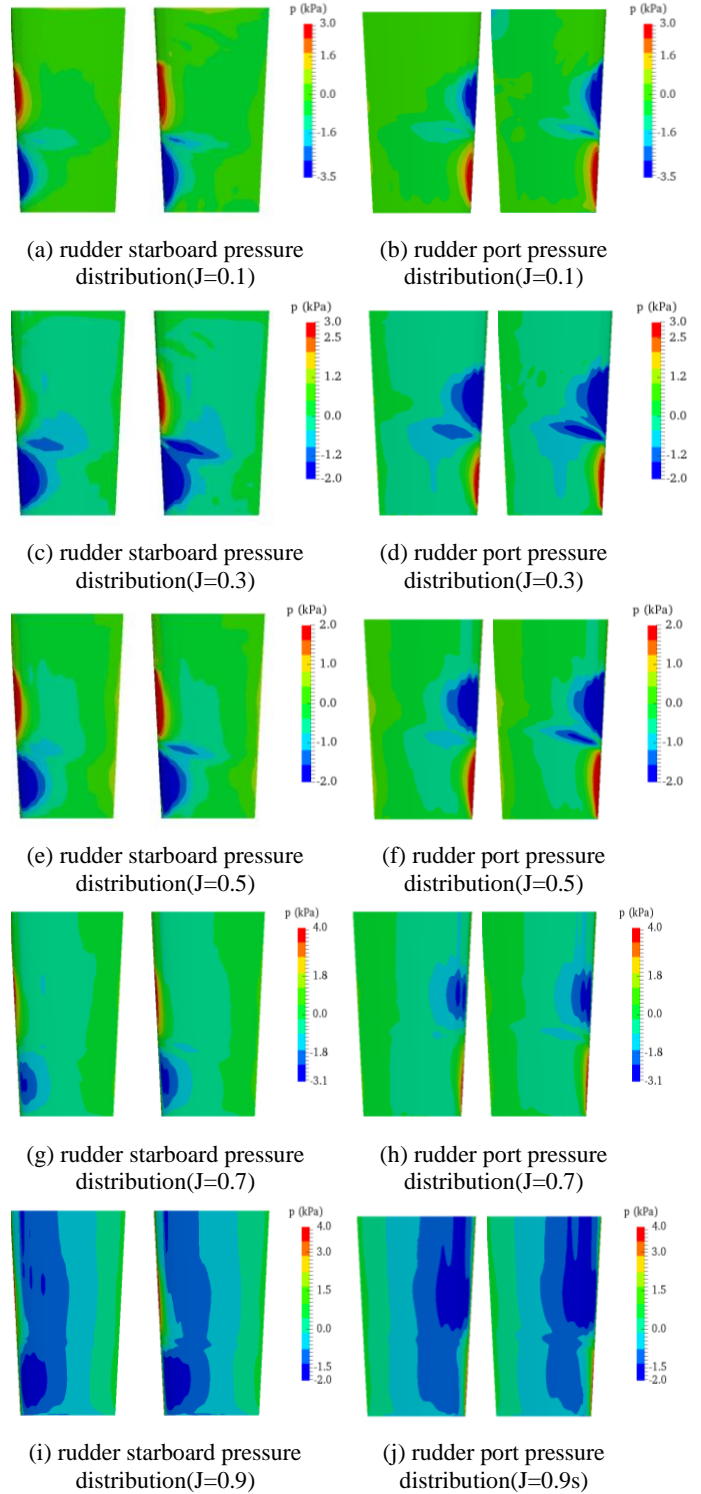 p (kPa)
3.0
0.0
-1.6
-3.5
p (kPa)
3.0
0.0
-1.6
-3.5
(a) rudder starboard pressure
distribution(J=0.1)
(b) rudder port pressure
distribution(J=0.1)
p (kPa)
3.0
2.5
1.3
0.0
-1.2
-2.0
p (kPa)
3.0
2.5
1.2
0.0
-1.2
-2.0
(c) rudder starboard pressure
distribution(J=0.3)
(d) rudder port pressure
distribution(J=0.3)
p (kPa)
2.0
1.0
0.0
-1.0
-2.0
p (kPa)
2.0
1.0
0.0
-1.0
-2.0
(e) rudder starboard pressure
distribution(J=0.5)
(f) rudder port pressure
distribution(J=0.5)
p (kPa)
4.0
1.8
0.0
-1.8
-3.1
p (kPa)
4.0
1.8
0.0
-1.8
-3.1
(g) rudder starboard pressure
distribution(J=0.7)
(h) rudder port pressure
distribution(J=0.7)
p (kPa)
4.0
3.0
1.5
0.0
-1.5
-2.0
p (kPa)
4.0
3.0
1.5
0.0
-1.5
-2.0
(i) rudder starboard pressure
distribution(J=0.9)
(j) rudder port pressure
distribution(J=0.9s)